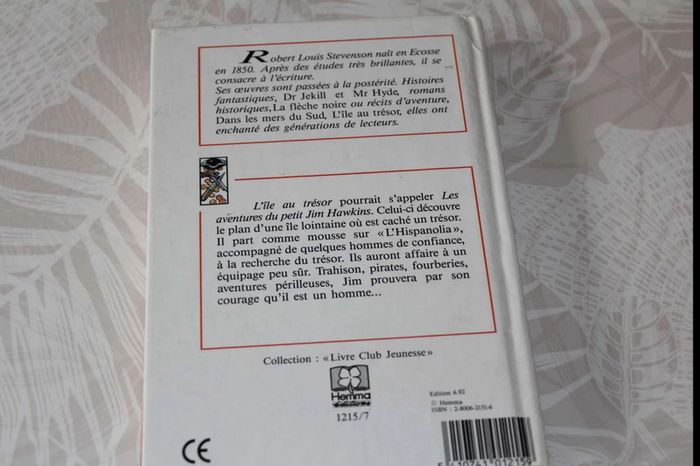 Robert Louis Stevenson naît en Ecosse
en 1850. Après des études très brillantes, il se
consacre à l'écriture.
Ses œuvres sont passées à la postérité. Histoires
fantastiques, Dr Jekill et Mr Hyde, romans
historiques, La flèche noire ou récits d'aventure,
Dans les mers du Sud, L'île au trésor, elles ont
enchanté des générations de lecteurs.
L'île au trésor pourrait s'appeler Les
aventures du petit Jim Hawkins. Celui-ci découvre
le plan d'une île lointaine où est caché un trésor.
Il part comme mousse sur «L'Hispanolia»,
accompagné de quelques hommes de confiance,
à la recherche du trésor. Ils auront affaire à un
équipage peu sûr. Trahison, pirates, fourberies,
aventures périlleuses, Jim prouvera par son
courage qu'il est un homme...
Collection : «Livre Club Jeunesse»
Hemma
éditions
1215/7
Edition 6.92
© Hemma
ISBN : 2-8006-2151-6
CE
5 410741 012159